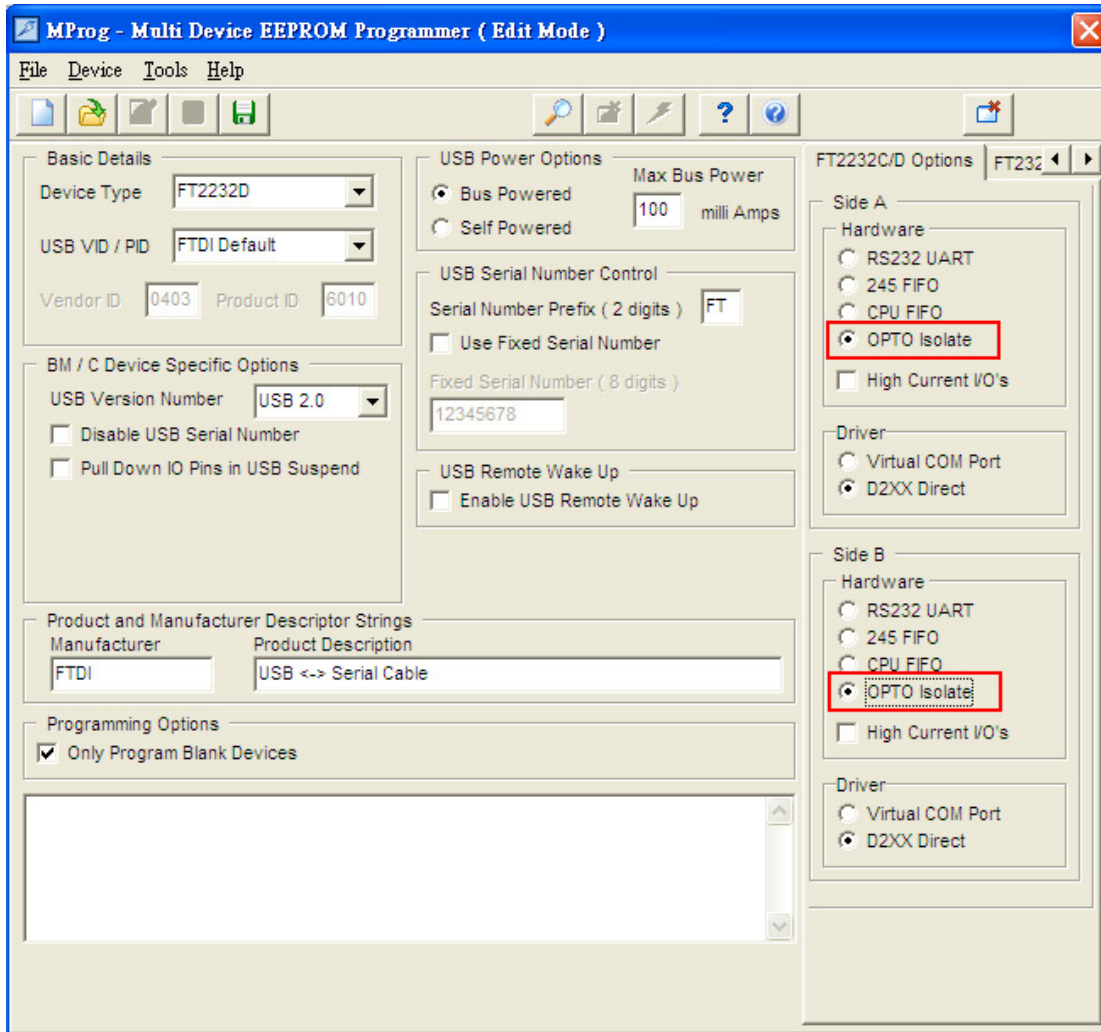 MProg - Multi Device EEPROM Programmer ( Edit Mode )
File Device Tools Help
Basic Details
Device Type FT2232D
USB VID / PID FTDI Default
Vendor ID 0403 Product ID 6010
BM / C Device Specific Options
USB Version Number USB 2.0
Disable USB Serial Number
Pull Down IO Pins in USB Suspend
USB Power Options
Max Bus Power
Bus Powered
100 milli Amps
Self Powered
USB Serial Number Control
Serial Number Prefix ( 2 digits ) FT
Use Fixed Serial Number
Fixed Serial Number ( 8 digits )
12345678
USB Remote Wake Up
Enable USB Remote Wake Up
Product and Manufacturer Descriptor Strings
Manufacturer Product Description
FTDI USB <-> Serial Cable
Programming Options
Only Program Blank Devices
FT2232C/D Options FT232
Side A
Hardware
RS232 UART
245 FIFO
CPU FIFO
OPTO Isolate
High Current I/O's
Driver
Virtual COM Port
D2XX Direct
Side B
Hardware
RS232 UART
245 FIFO
CPU FIFO
OPTO Isolate
High Current I/O's
Driver
Virtual COM Port
D2XX Direct